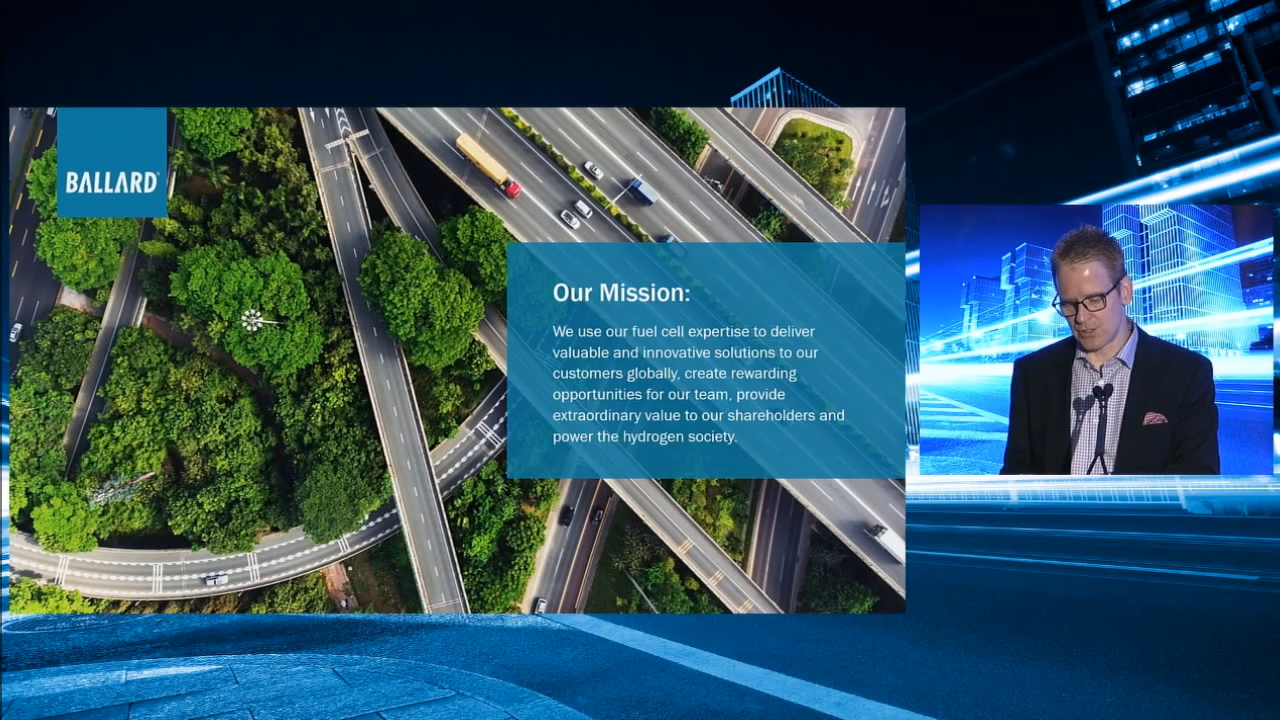 BALLARD
Our Mission:
We use our fuel cell expertise to deliver
valuable and innovative solutions to our
customers globally, create rewarding
opportunities for our team, provide
extraordinary value to our shareholders and
power the hydrogen society.